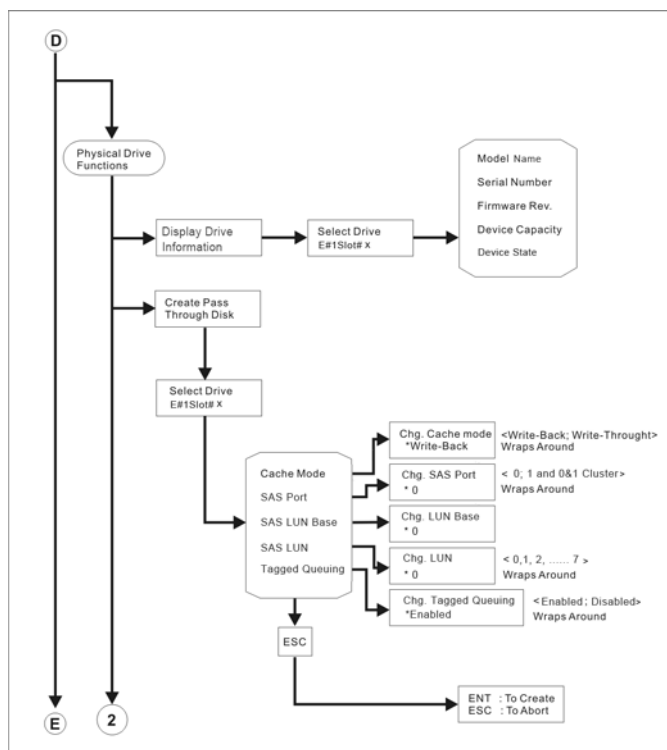 D
Physical Drive
Functions
Display Drive
Information
Select Drive
E#1Slot# x
Model Name
Serial Number
Firmware Rev.
Device Capacity
Device State
Create Pass
Through Disk
Select Drive
E#1Slot# x
Cache Mode
SAS Port
SAS LUN Base
SAS LUN
Tagged Queuing
Chg. Cache mode
*Write-Back
<Write-Back; Write-Throught>
Wraps Around
Chg. SAS Port
* 0
< 0; 1 and 0&1 Cluster>
Wraps Around
Chg. LUN Base
* 0
Chg. LUN
* 0
< 0,1, 2, ...... 7 >
Wraps Around
Chg. Tagged Queuing
*Enabled
<Enabled; Disabled>
Wraps Around
ESC
ENT : To Create
ESC : To Abort
E
2